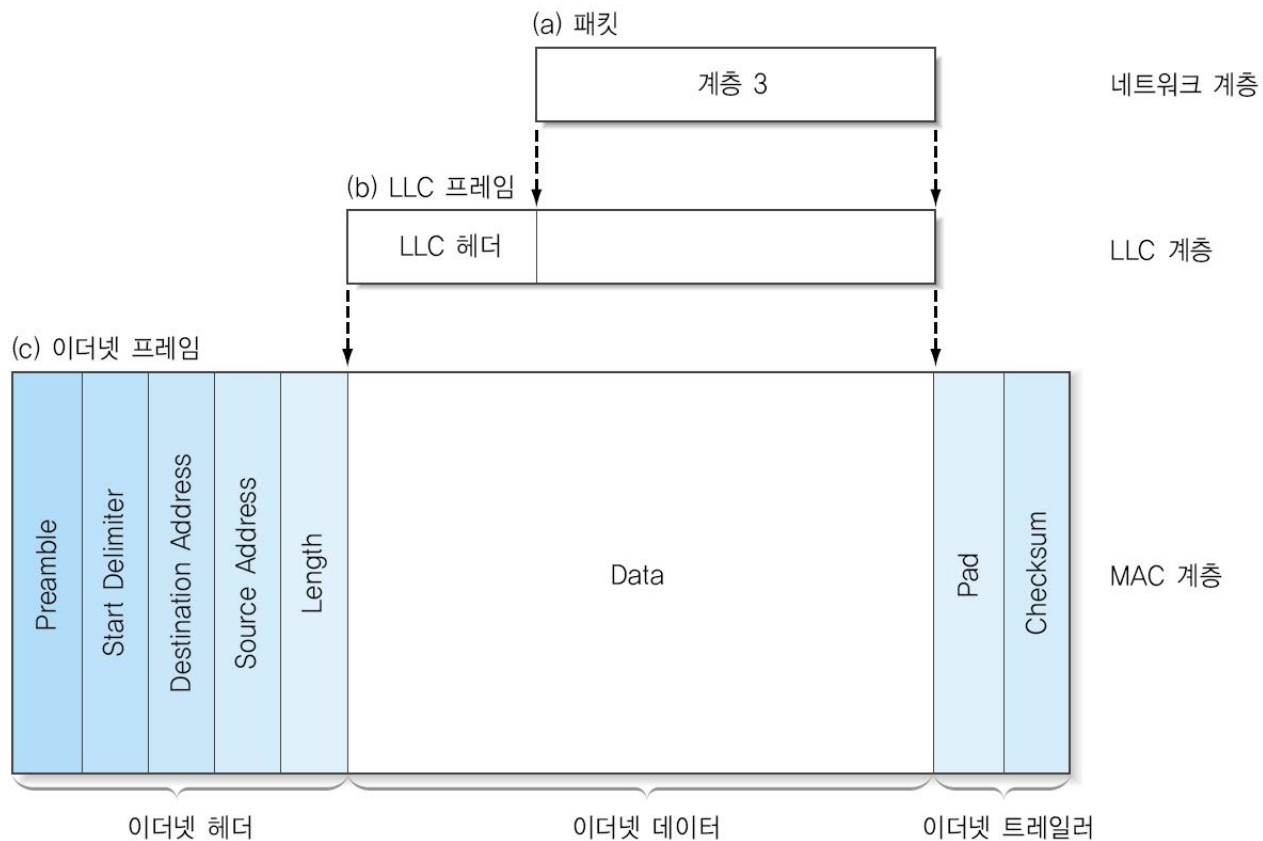 (a) 패킷
계층 3
네트워크 계층
(b) LLC 프레임
LLC 헤더
LLC 계층
(c) 이더넷 프레임
Preamble
Start Delimiter
Destination Address
Source Address
Length
Data
Pad
Checksum
MAC 계층
이더넷 헤더
이더넷 데이터
이더넷 트레일러